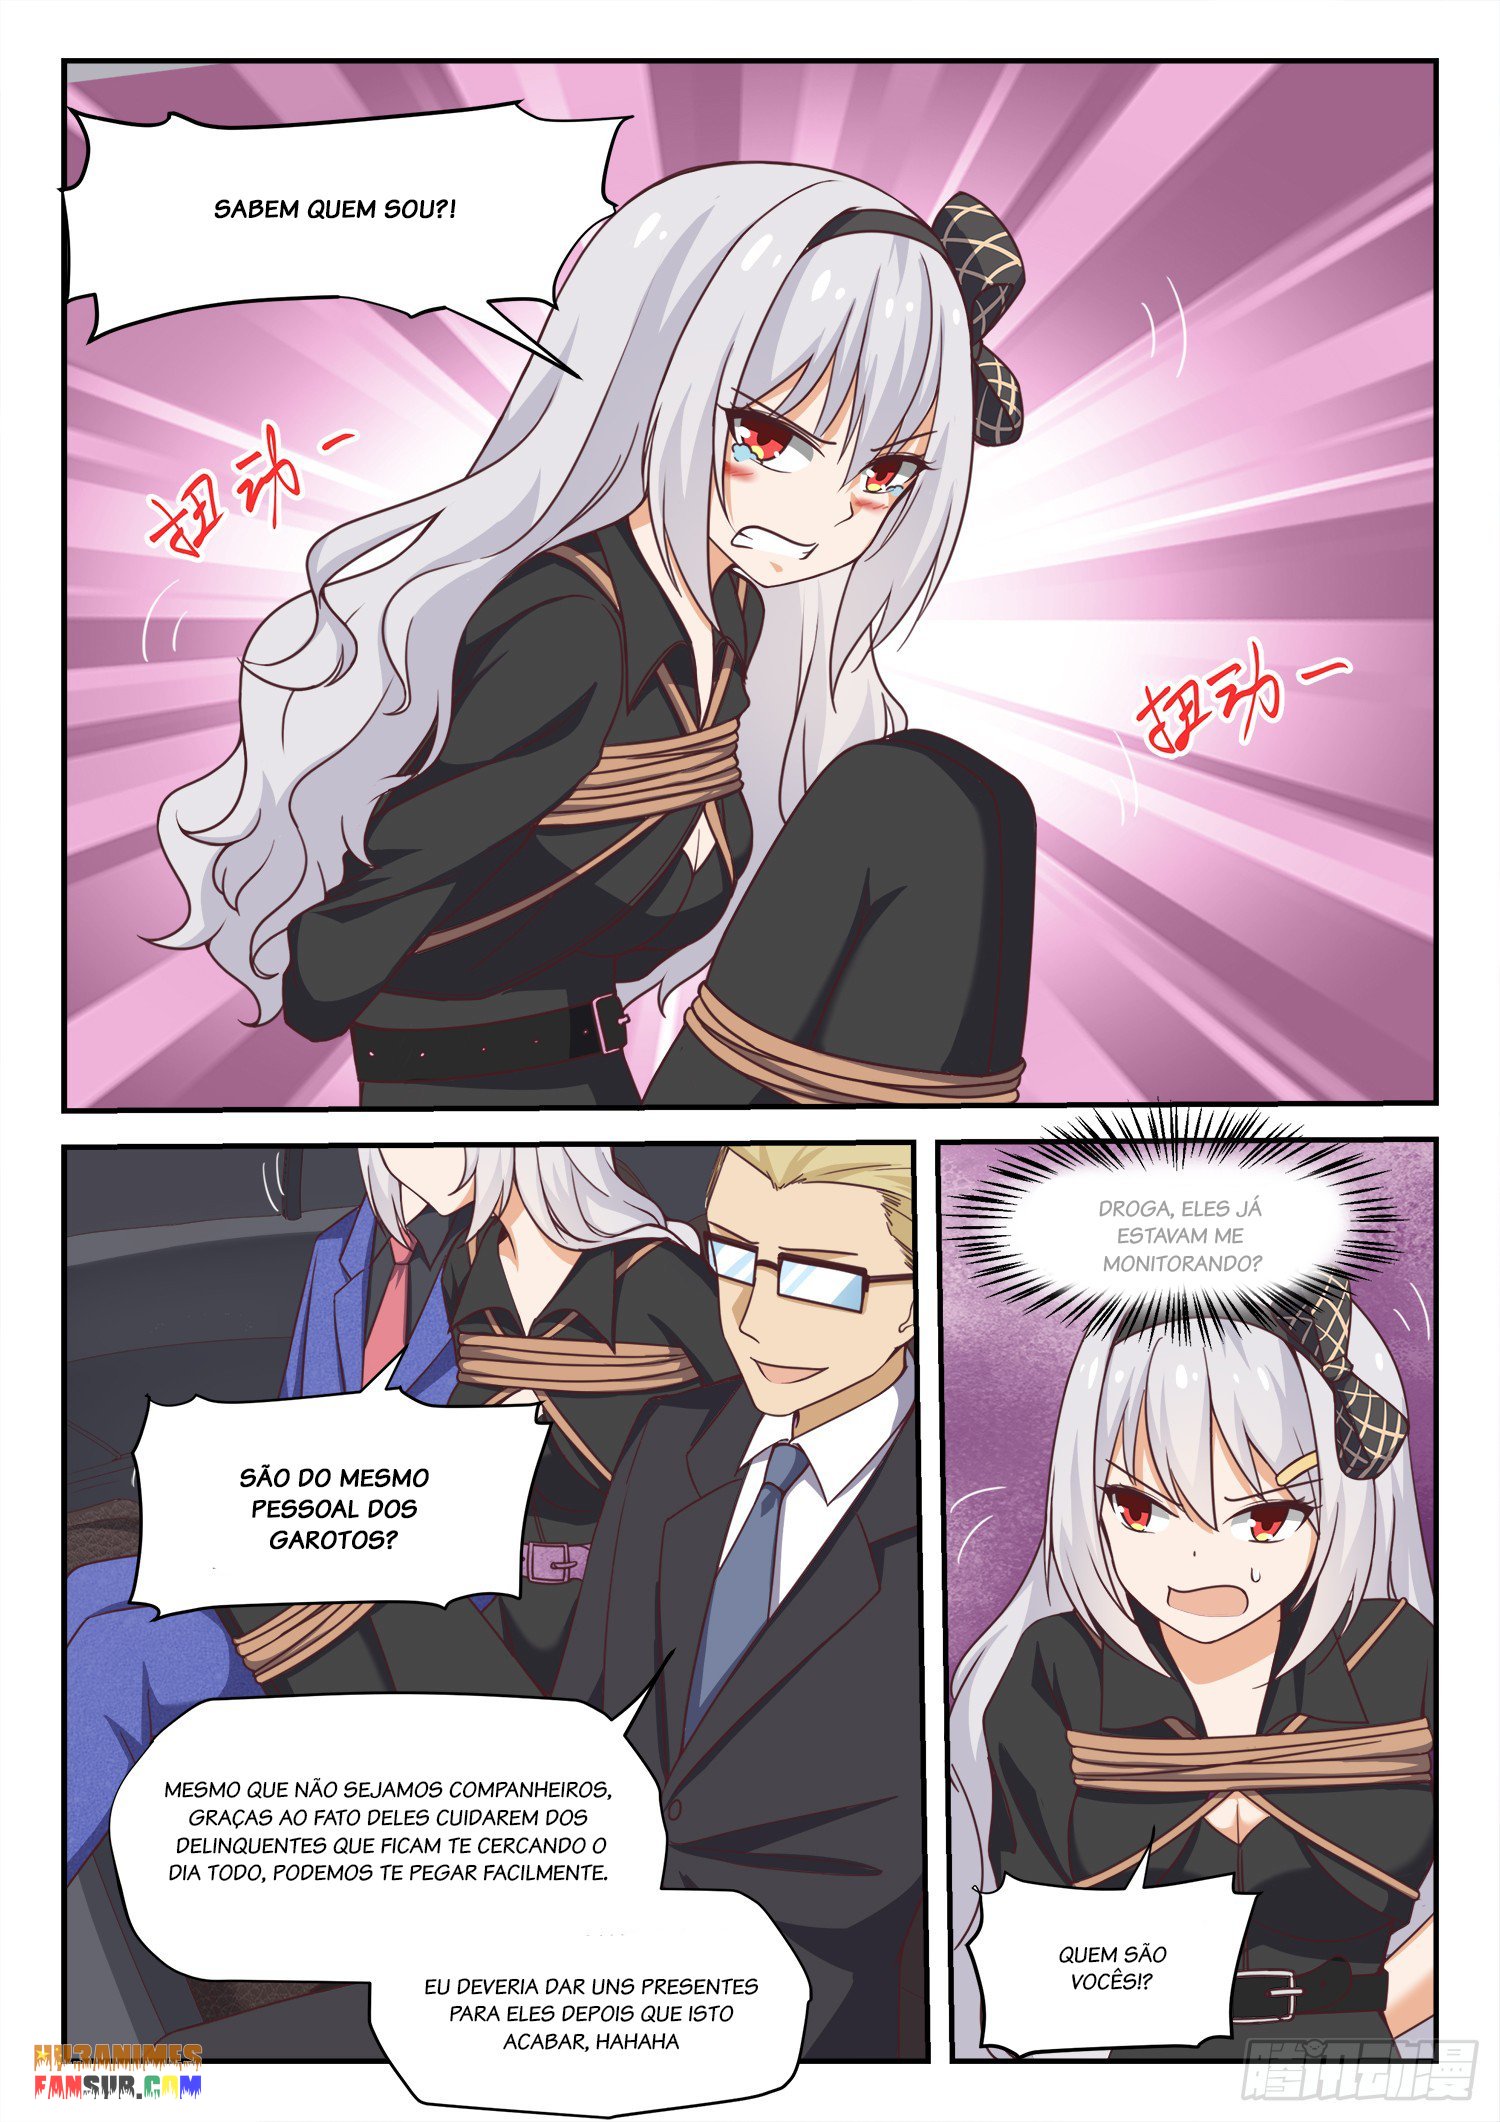 SABEM QUEM SOU?!
扭动一
扭动一
DROGA, ELES JÁ
ESTAVAM ME
MONITORANDO?
SÃO DO MESMO
PESSOAL DOS
GAROTOS?
MESMO QUE NÃO SEJAMOS COMPANHEIROS,
GRAÇAS AO FATO DELES CUIDAREM DOS
DELINQUENTES QUE FICAM TE CERCANDO O
DIA TODO, PODEMOS TE PEGAR FACILMENTE.
EU DEVERIA DAR UNS PRESENTES
PARA ELES DEPOIS QUE ISTO
ACABAR, HAHAHA
QUEM SÃO
VOCÊS!?
HU3ANIMES
FANSUB.COM
腾讯动漫